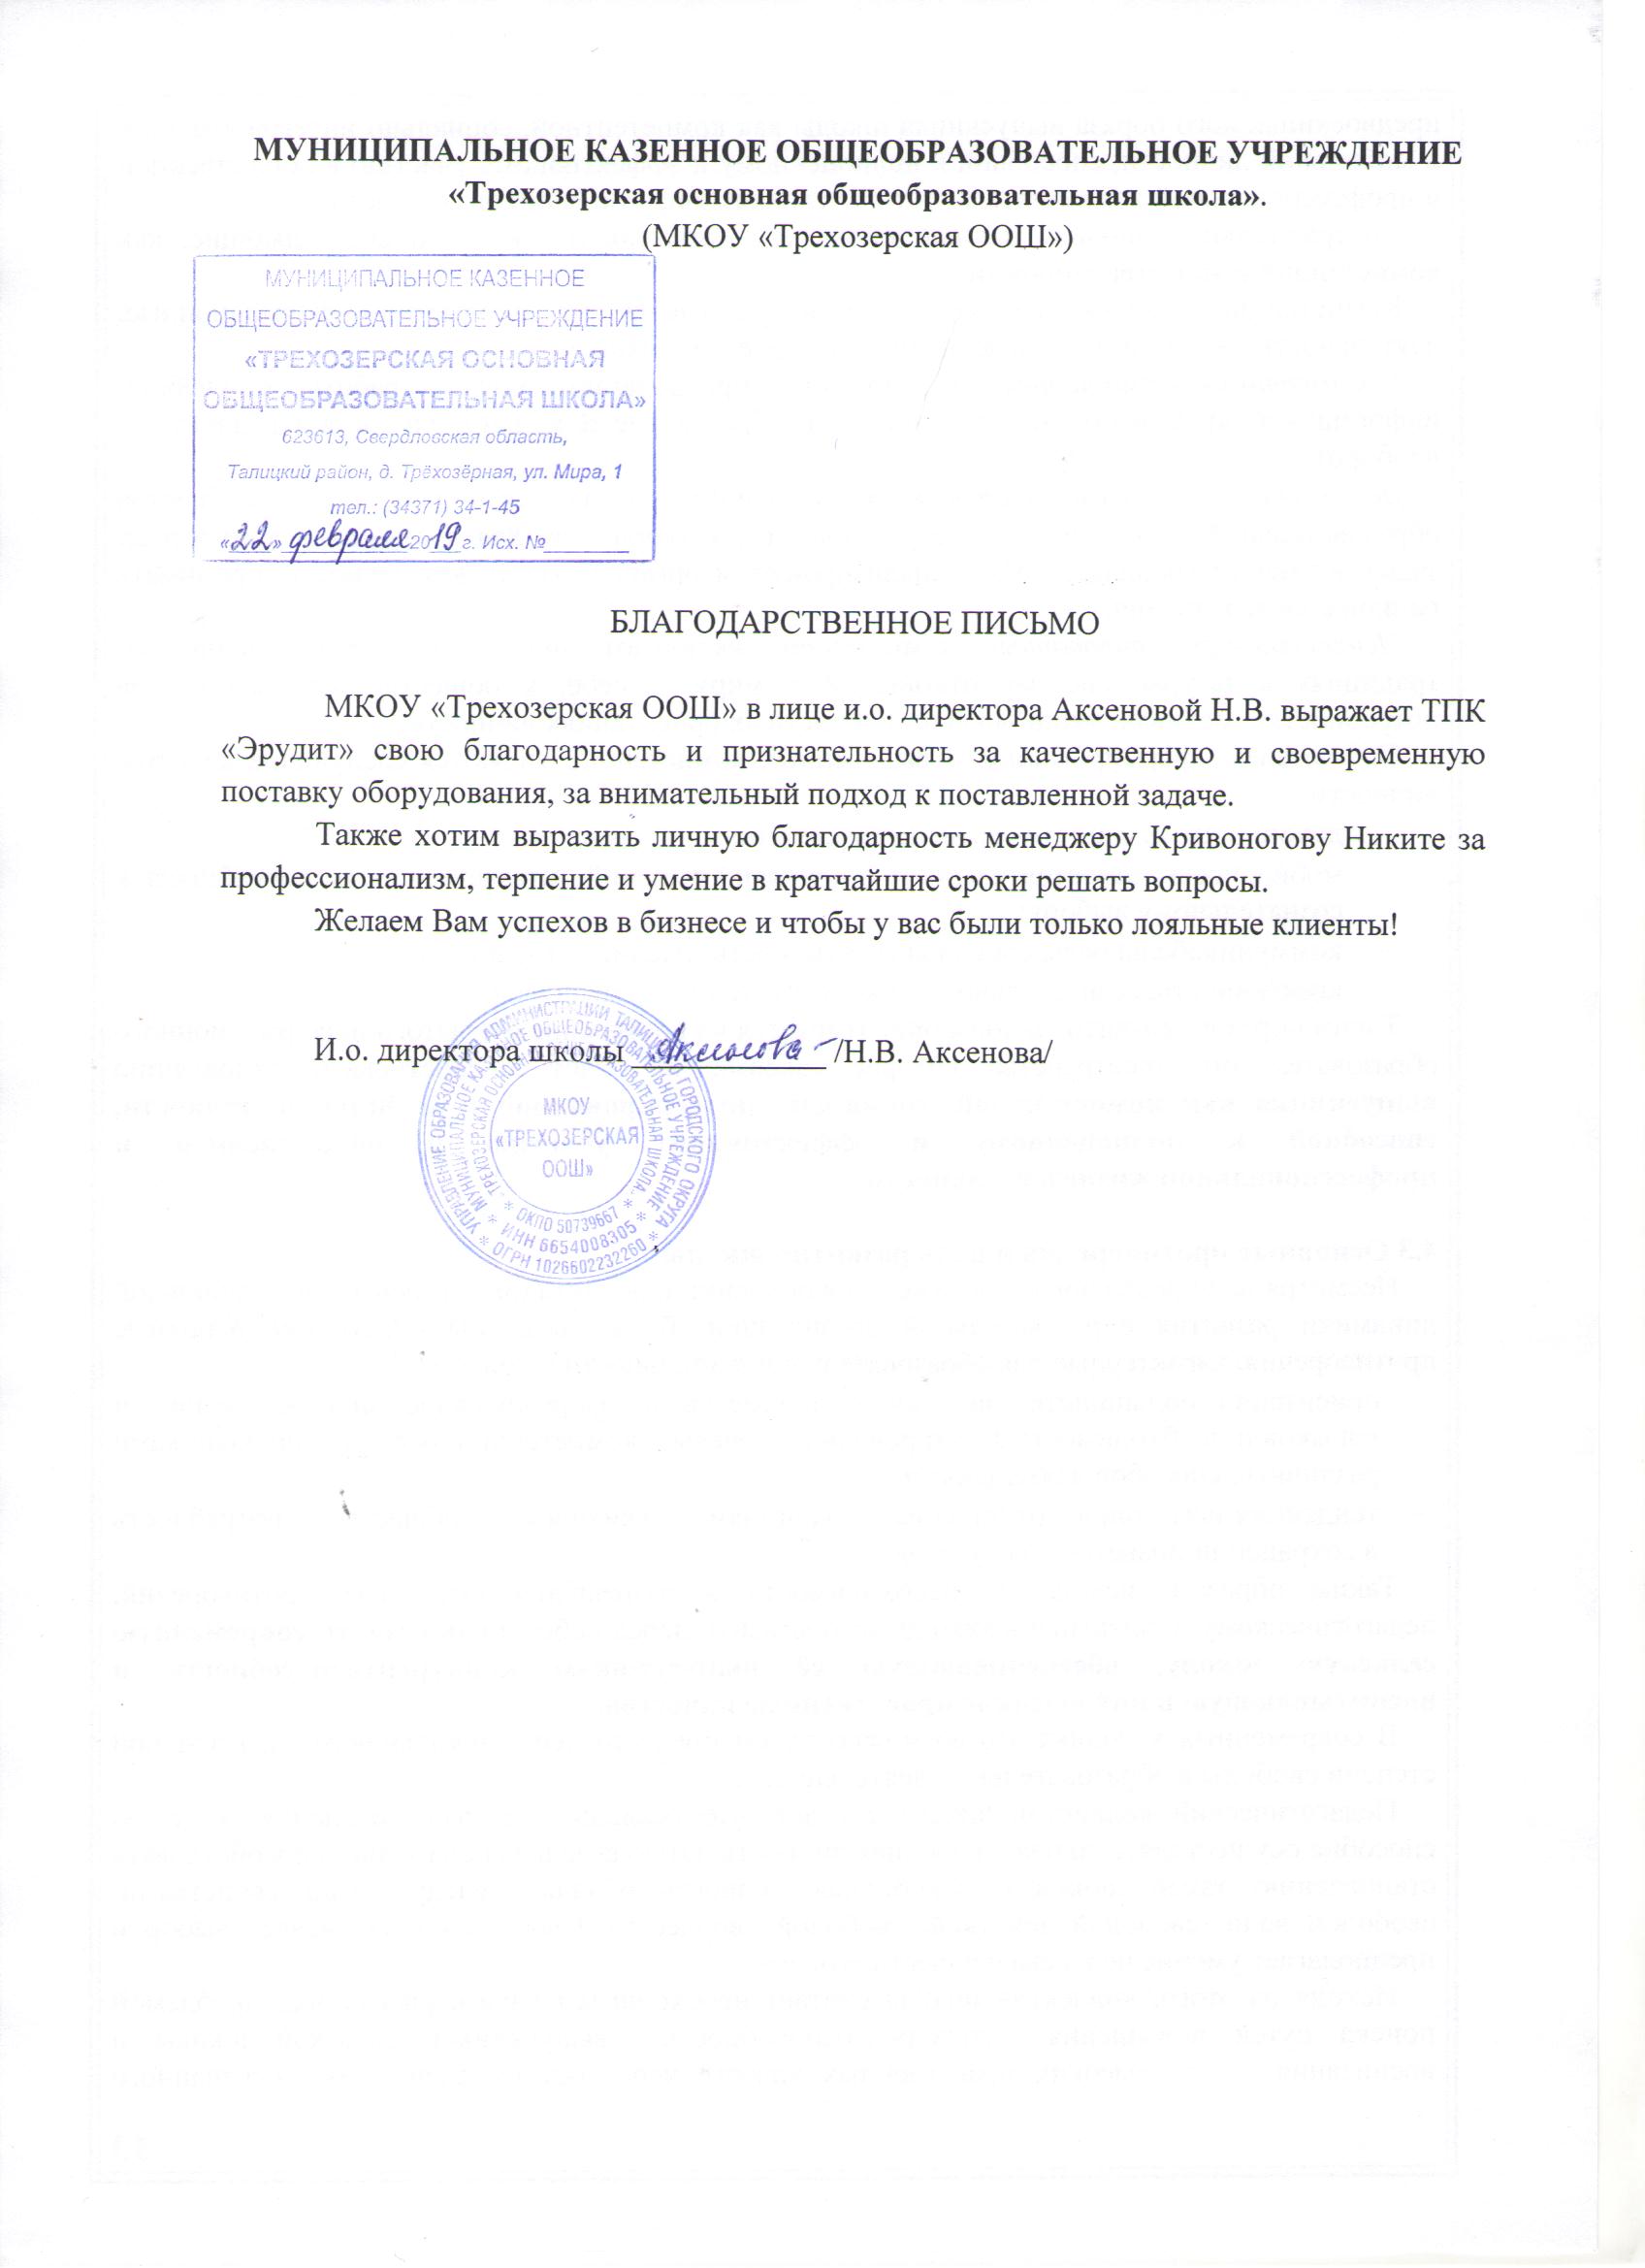 МУНИЦИПАЛЬНОЕ КАЗЕННОЕ ОБЩЕОБРАЗОВАТЕЛЬНОЕ УЧРЕЖДЕНИЕ
«Трехозерская основная общеобразовательная школа».
(МКОУ «Трехозерская ООШ»)
МУНИЦИПАЛЬНОЕ КАЗЕННОЕ
ОБЩЕОБРАЗОВАТЕЛЬНОЕ УЧРЕЖДЕНИЕ
«ТРЕХОЗЕРСКАЯ ОСНОВНАЯ
ОБЩЕОБРАЗОВАТЕЛЬНАЯ ШКОЛА»
623613, Свердловская область,
Талицкий район, д. Трёхозёрная, ул. Мира, 1
тел.: (34371) 34-1-45
«22» февраля 2019 г. Исх. №________
БЛАГОДАРСТВЕННОЕ ПИСЬМО
МКОУ «Трехозерская ООШ» в лице и.о. директора Аксеновой Н.В. выражает ТПК
«Эрудит» свою благодарность и признательность за качественную и своевременную
поставку оборудования, за внимательный подход к поставленной задаче.
Также хотим выразить личную благодарность менеджеру Кривоногову Никите за
профессионализм, терпение и умение в кратчайшие сроки решать вопросы.
Желаем Вам успехов в бизнесе и чтобы у вас были только лояльные клиенты!
И.о. директора школы Аксенова /Н.В. Аксенова/
УПРАВЛЕНИЕ ОБРАЗОВАНИЯ АДМИНИСТРАЦИИ ТАЛИЦКОГО ГОРОДСКОГО ОКРУГА * ОГРН 1026602232260 *
МУНИЦИПАЛЬНОЕ КАЗЕННОЕ ОБЩЕОБРАЗОВАТЕЛЬНОЕ УЧРЕЖДЕНИЕ * ИНН 6654008305 *
"ТРЕХОЗЕРСКАЯ ОСНОВНАЯ ОБЩЕОБРАЗОВАТЕЛЬНАЯ ШКОЛА" * ОКПО 50739667 *
МКОУ
«ТРЕХОЗЕРСКАЯ
ООШ»